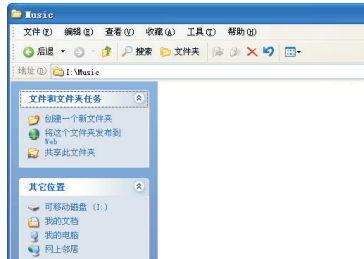 Music
文件(F) 编辑(E) 查看(V) 收藏(A) 工具(T) 帮助(H)
后退 搜索 文件夹
地址(D) I:\Music
文件和文件夹任务
创建一个新文件夹
将这个文件夹发布到
Web
共享此文件夹
其它位置
可移动磁盘 (I:)
我的文档
我的电脑
网上邻居